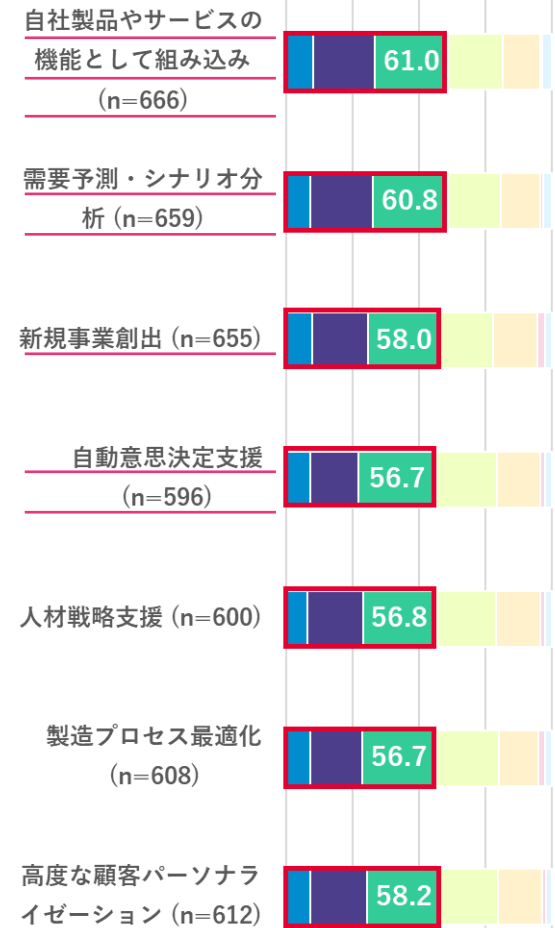 自社製品やサービスの
機能として組み込み
(n=666)
61.0
需要予測・シナリオ分
析 (n=659)
60.8
新規事業創出 (n=655)
58.0
自動意思決定支援
(n=596)
56.7
人材戦略支援 (n=600)
56.8
製造プロセス最適化
(n=608)
56.7
高度な顧客パーソナラ
イゼーション (n=612)
58.2